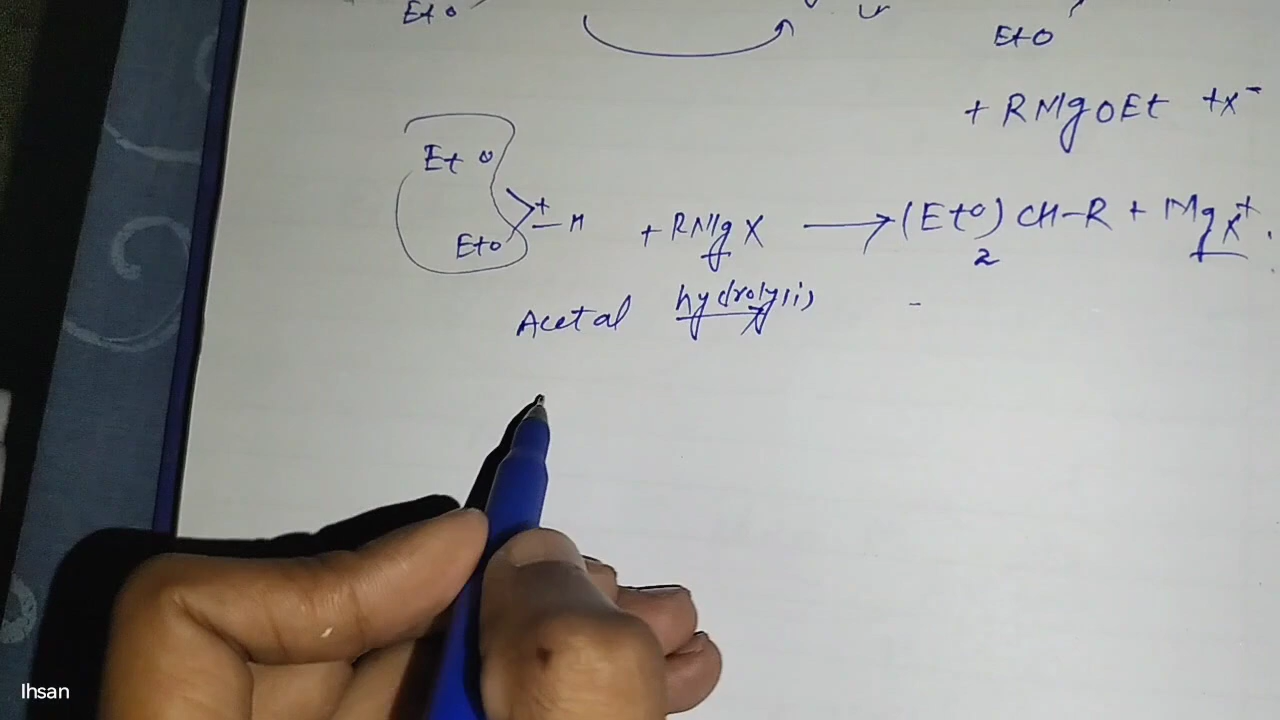 EtO
EtO
+ RMgOEt + X⁻
EtO
EtO + – H + RMgX ⟶ (EtO)₂ CH–R + MgX⁺
Acetal hydrolysis
Ihsan